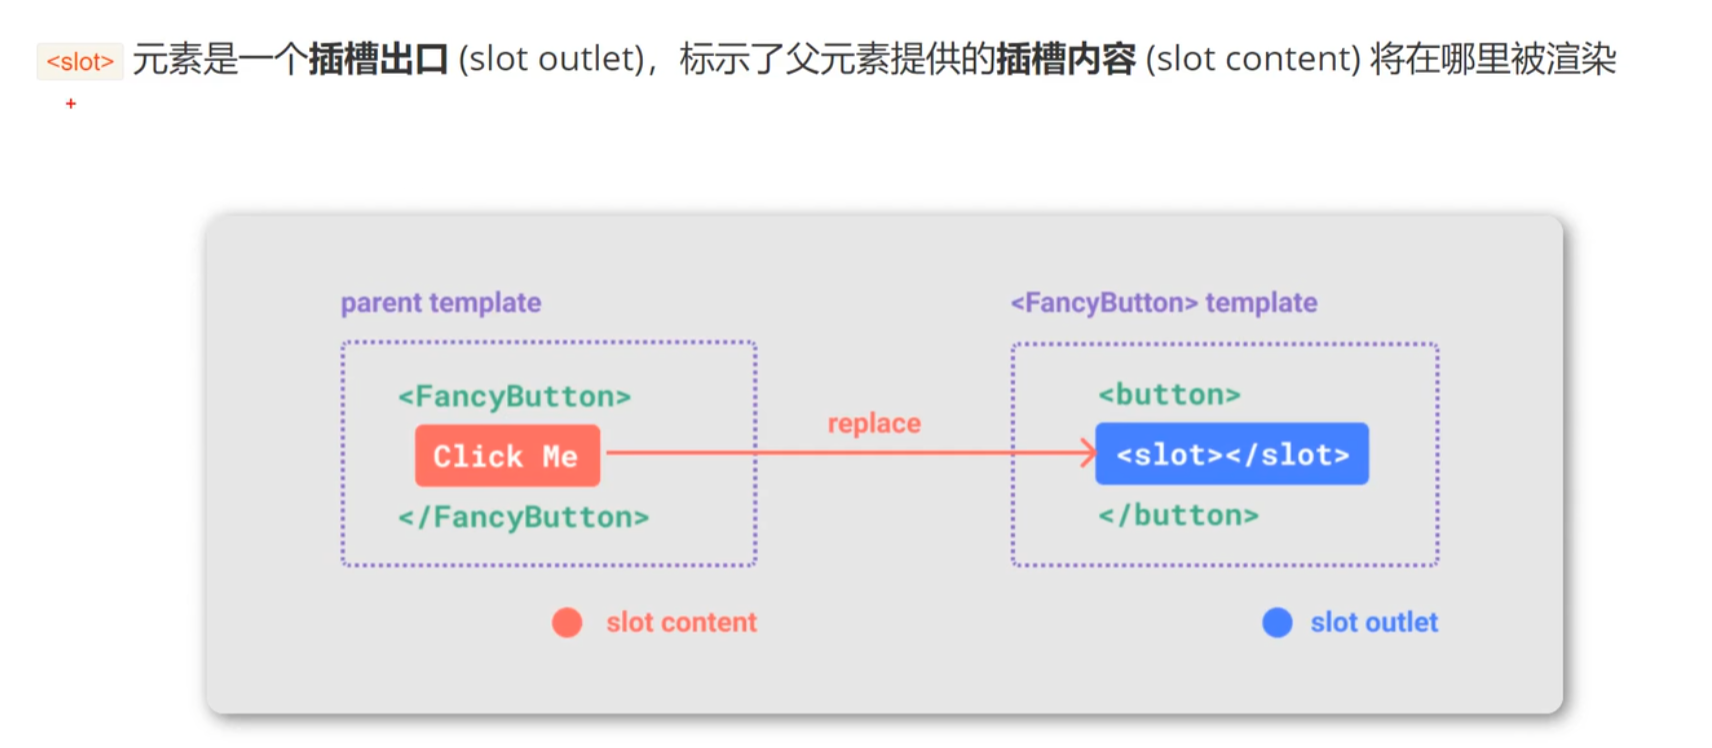 <slot> 元素是一个插槽出口 (slot outlet)，标示了父元素提供的插槽内容 (slot content) 将在哪里被渲染
parent template
<FancyButton>
Click Me
</FancyButton>
replace
<FancyButton> template
<button>
<slot></slot>
</button>
slot content
slot outlet